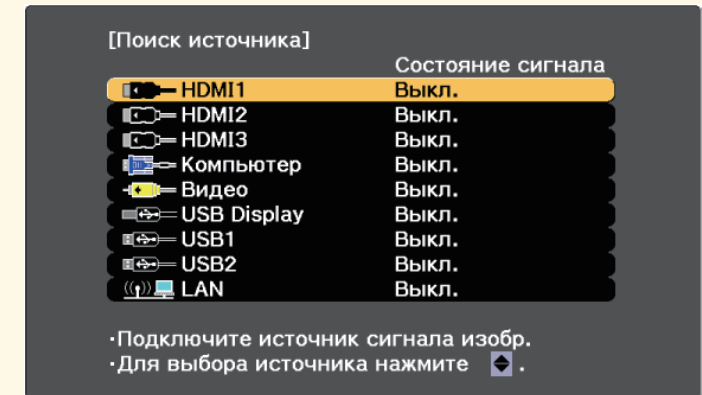 [Поиск источника]
Состояние сигнала
HDMI1 Выкл.
HDMI2 Выкл.
HDMI3 Выкл.
Компьютер Выкл.
Видео Выкл.
USB Display Выкл.
USB1 Выкл.
USB2 Выкл.
LAN Выкл.
·Подключите источник сигнала изобр.
·Для выбора источника нажмите .